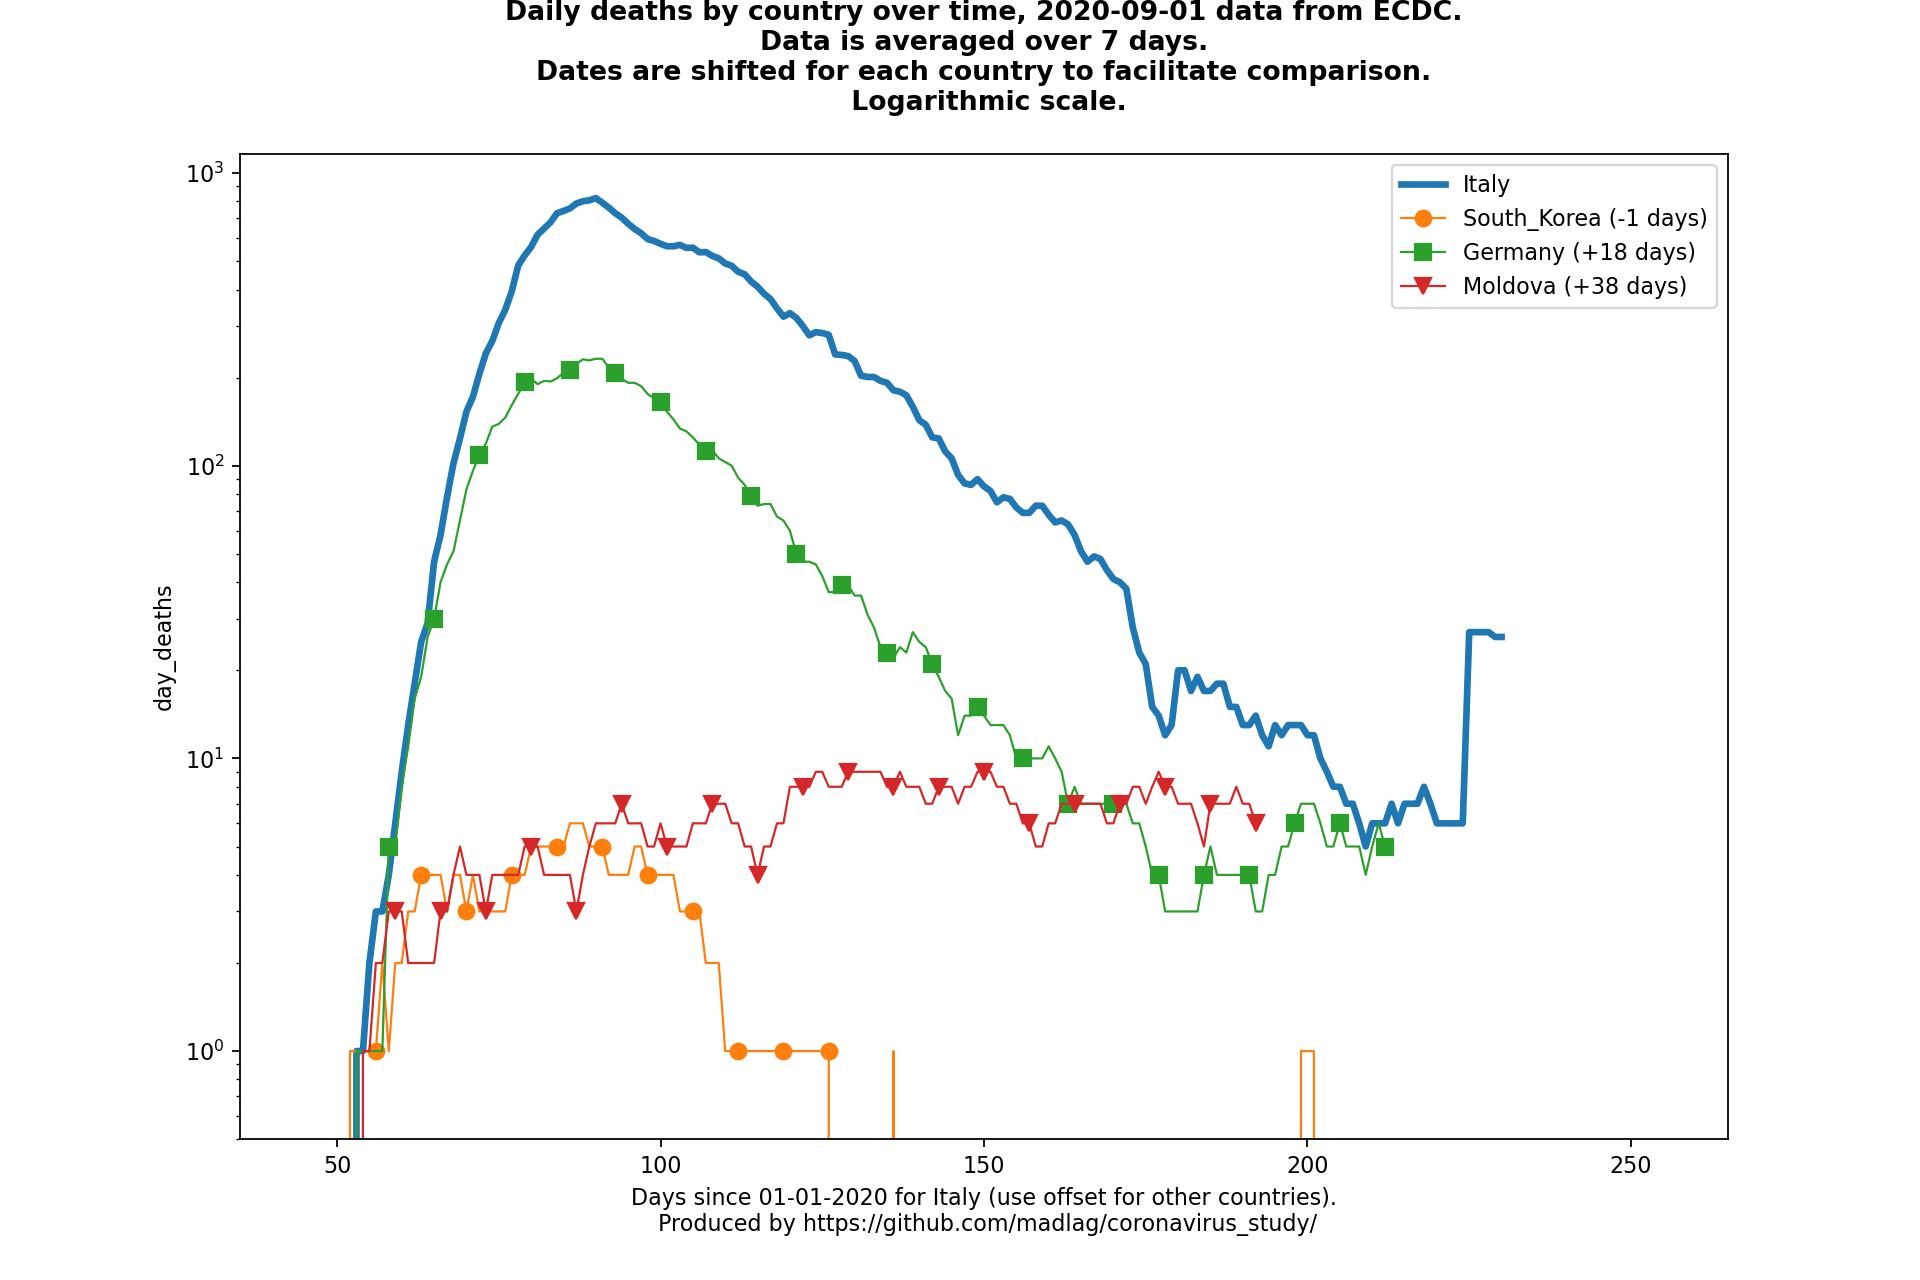 Daily deaths by country over time, 2020-09-01 data from ECDC.
Data is averaged over 7 days.
Dates are shifted for each country to facilitate comparison.
Logarithmic scale.
10³
10²
10¹
10⁰
day_deaths
Italy
South_Korea (-1 days)
Germany (+18 days)
Moldova (+38 days)
50 100 150 200 250
Days since 01-01-2020 for Italy (use offset for other countries).
Produced by https://github.com/madlag/coronavirus_study/